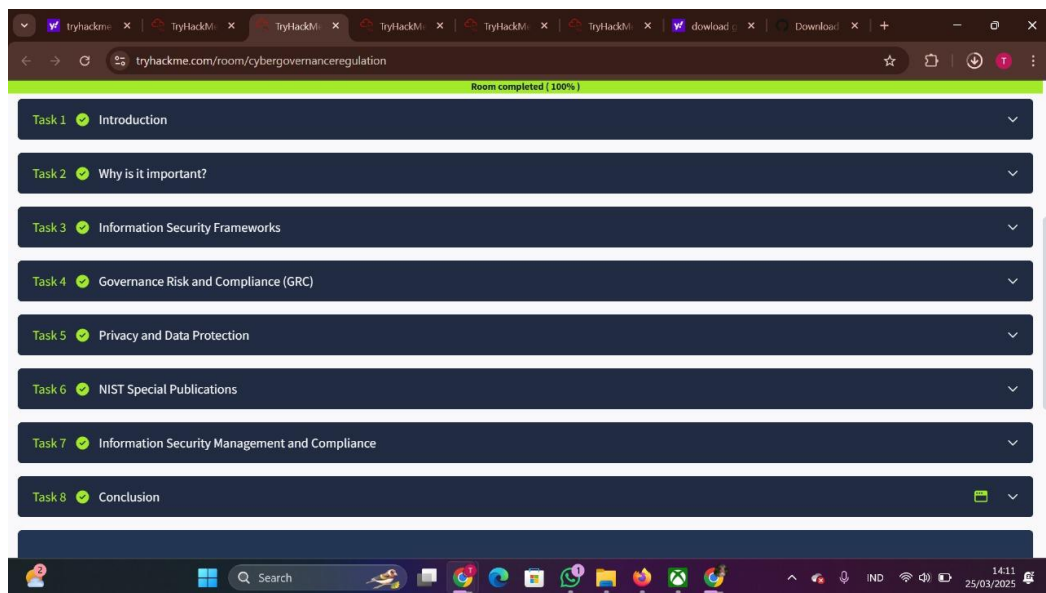 tryhackme TryHackMe TryHackMe TryHackMe TryHackMe TryHackMe dowload g Download
tryhackme.com/room/cybergovernanceregulation T
Room completed ( 100% )
Task 1 Introduction
Task 2 Why is it important?
Task 3 Information Security Frameworks
Task 4 Governance Risk and Compliance (GRC)
Task 5 Privacy and Data Protection
Task 6 NIST Special Publications
Task 7 Information Security Management and Compliance
Task 8 Conclusion
2 Search 1 IND 14:11
25/03/2025